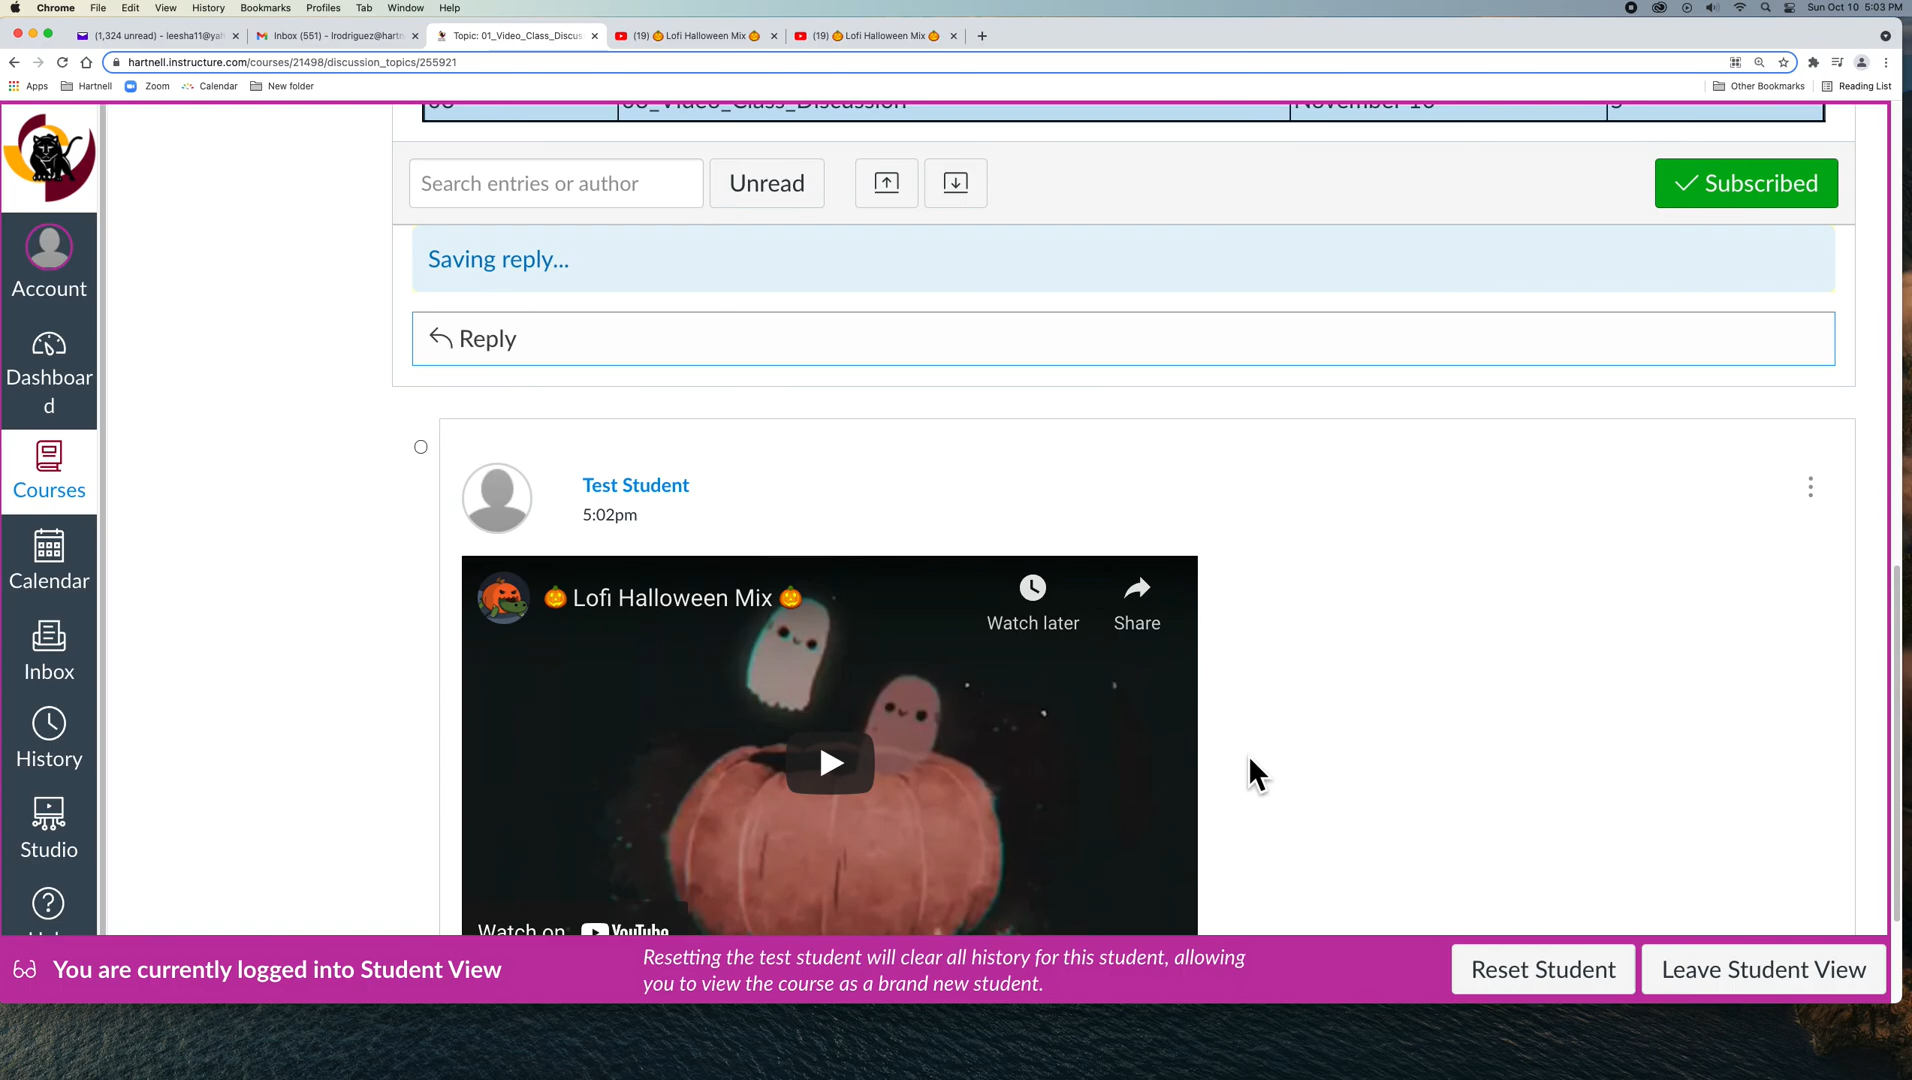 Chrome File Edit View History Bookmarks Profiles Tab Window Help
Sun Oct 10 5:03 PM
(1,324 unread) - leesha11@yah
Inbox (551) - lrodriguez@hartn
Topic: 01_Video_Class_Discus
(19) 🎃 Lofi Halloween Mix 🎃
(19) 🎃 Lofi Halloween Mix 🎃
hartnell.instructure.com/courses/21498/discussion_topics/255921
Apps Hartnell Zoom Calendar New folder
Other Bookmarks Reading List
Search entries or author
Unread
Subscribed
Saving reply...
Reply
Account
Dashboar
d
Courses
Calendar
Inbox
History
Studio
Test Student
5:02pm
🎃 Lofi Halloween Mix 🎃
Watch later
Share
Watch on YouTube
You are currently logged into Student View
Resetting the test student will clear all history for this student, allowing
you to view the course as a brand new student.
Reset Student
Leave Student View